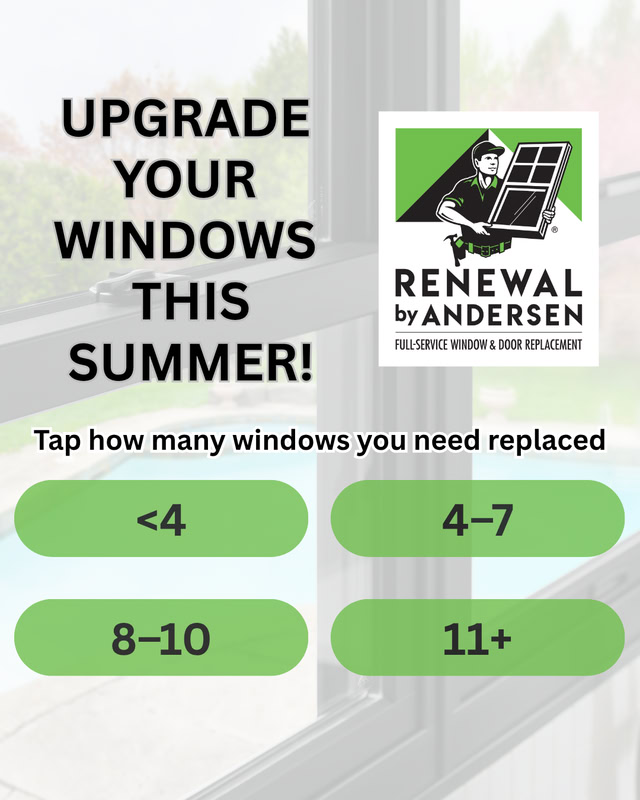 UPGRADE
YOUR
WINDOWS
THIS
SUMMER!
®
RENEWAL
by ANDERSEN
FULL-SERVICE WINDOW & DOOR REPLACEMENT
Tap how many windows you need replaced
<4
4–7
8–10
11+